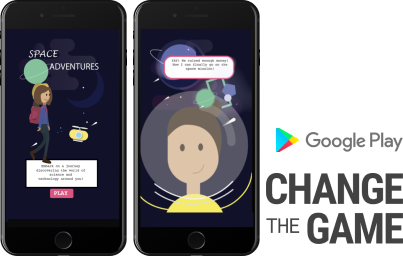 SPACE
ADVENTURES
Embark on a journey
discovering the world of
science and
technology around you!
PLAY
Yay! We raised enough money!
Now I can finally go on the
space mission!
Google Play
CHANGE
THE GAME